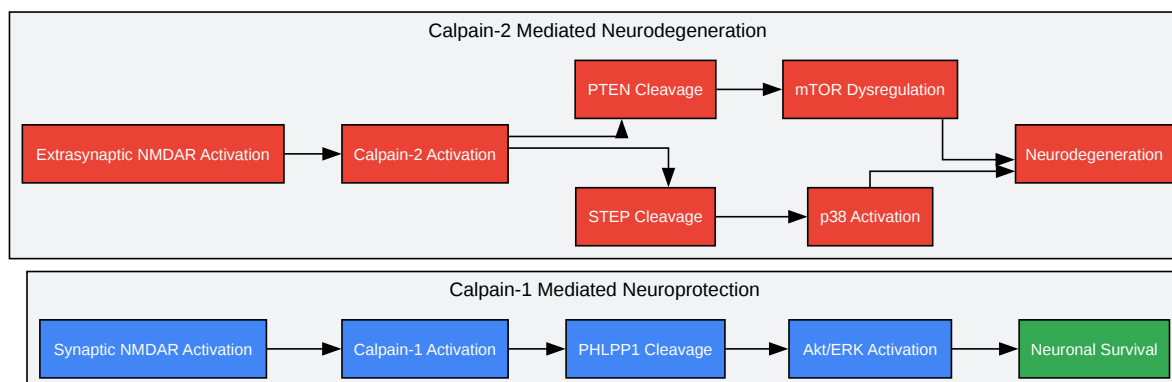 Calpain-2 Mediated Neurodegeneration
PTEN Cleavage
mTOR Dysregulation
Extrasynaptic NMDAR Activation
Calpain-2 Activation
Neurodegeneration
STEP Cleavage
p38 Activation
Calpain-1 Mediated Neuroprotection
Synaptic NMDAR Activation
Calpain-1 Activation
PHLPP1 Cleavage
Akt/ERK Activation
Neuronal Survival